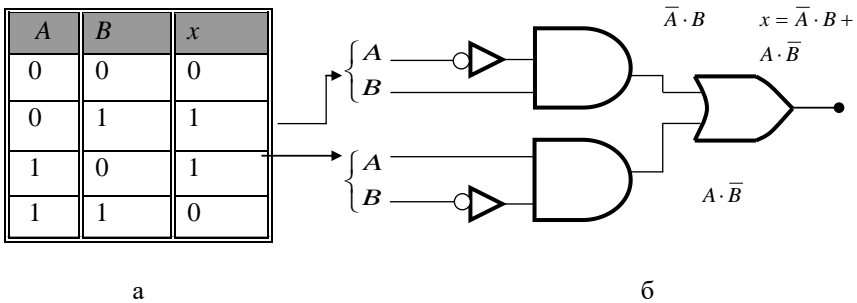 A B x
0 0 0
0 1 1
1 0 1
1 1 0
A
B
A
B
A̅ · B
x = A̅ · B +
A · B̅
A · B̅
а
б